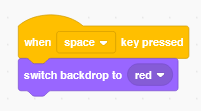 when space key pressed
switch backdrop to red